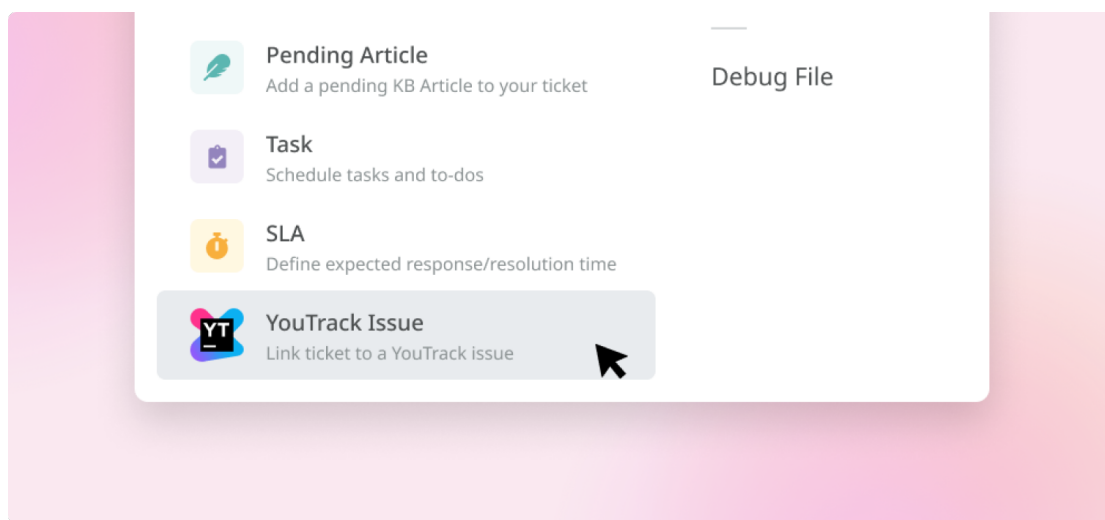 Pending Article
Add a pending KB Article to your ticket
Debug File
Task
Schedule tasks and to-dos
SLA
Define expected response/resolution time
YT
YouTrack Issue
Link ticket to a YouTrack issue